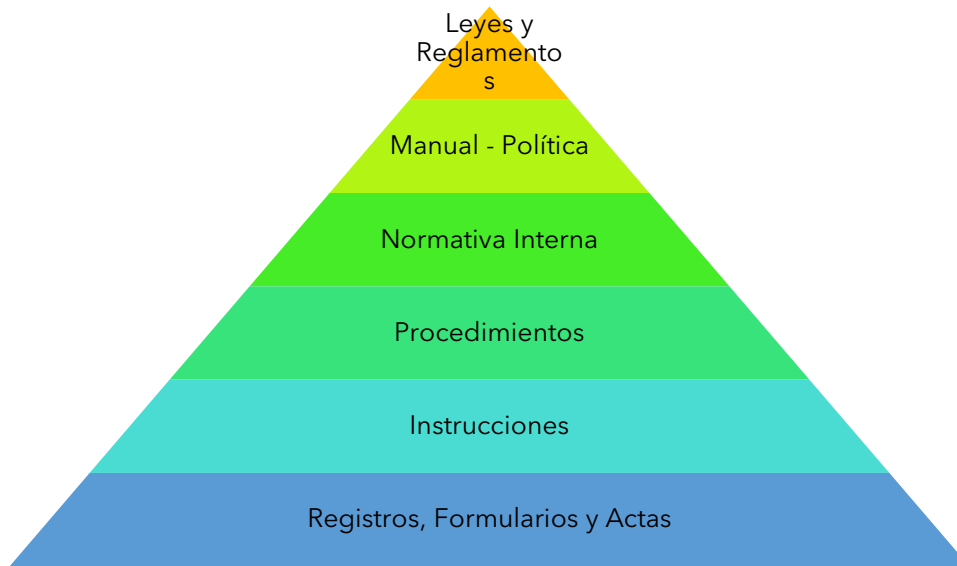 Leyes y
Reglamento
s
Manual - Política
Normativa Interna
Procedimientos
Instrucciones
Registros, Formularios y Actas